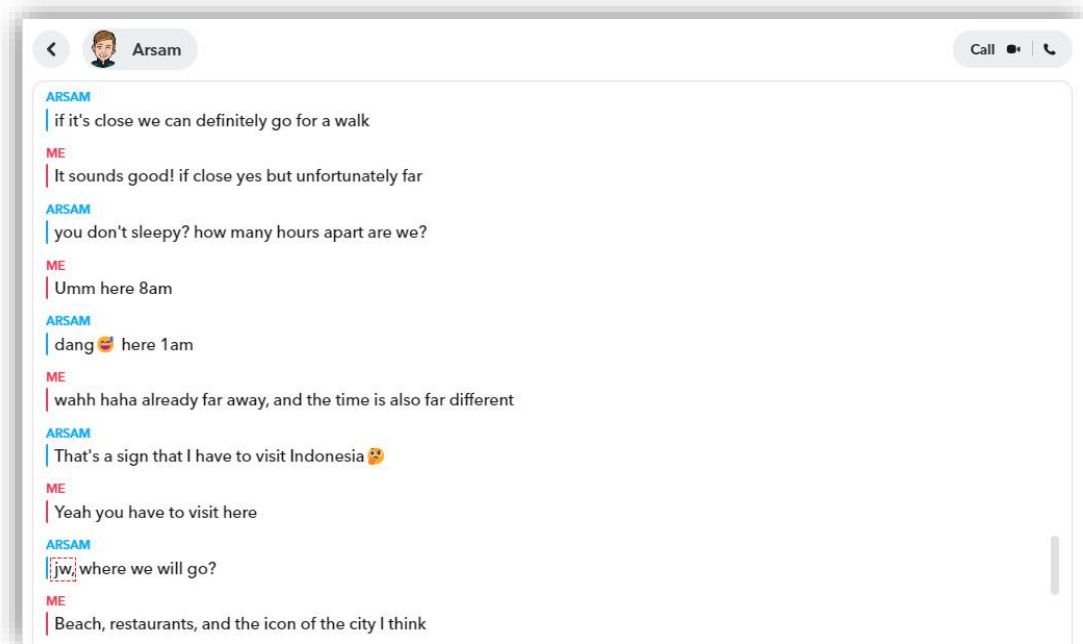 Arsam
Call
ARSAM
if it's close we can definitely go for a walk
ME
It sounds good! if close yes but unfortunately far
ARSAM
you don't sleepy? how many hours apart are we?
ME
Umm here 8am
ARSAM
dang😅 here 1am
ME
wahh haha already far away, and the time is also far different
ARSAM
That's a sign that I have to visit Indonesia🤔
ME
Yeah you have to visit here
ARSAM
jw, where we will go?
ME
Beach, restaurants, and the icon of the city I think